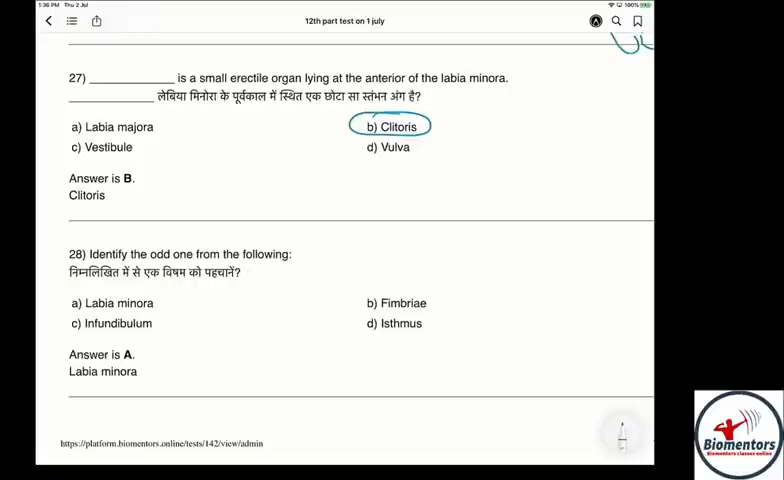 1:36 PM Thu 2 Jul
100%
12th part test on 1 july
27) _____________ is a small erectile organ lying at the anterior of the labia minora.
_____________ लेबिया मिनोरा के पूर्वकाल में स्थित एक छोटा सा स्तंभन अंग है?
a) Labia majora
b) Clitoris
c) Vestibule
d) Vulva
Answer is B.
Clitoris
28) Identify the odd one from the following:
निम्नलिखित में से एक विषम को पहचानें?
a) Labia minora
b) Fimbriae
c) Infundibulum
d) Isthmus
Answer is A.
Labia minora
https://platform.biomentors.online/tests/142/view/admin
Biomentors
Biomentors classes online